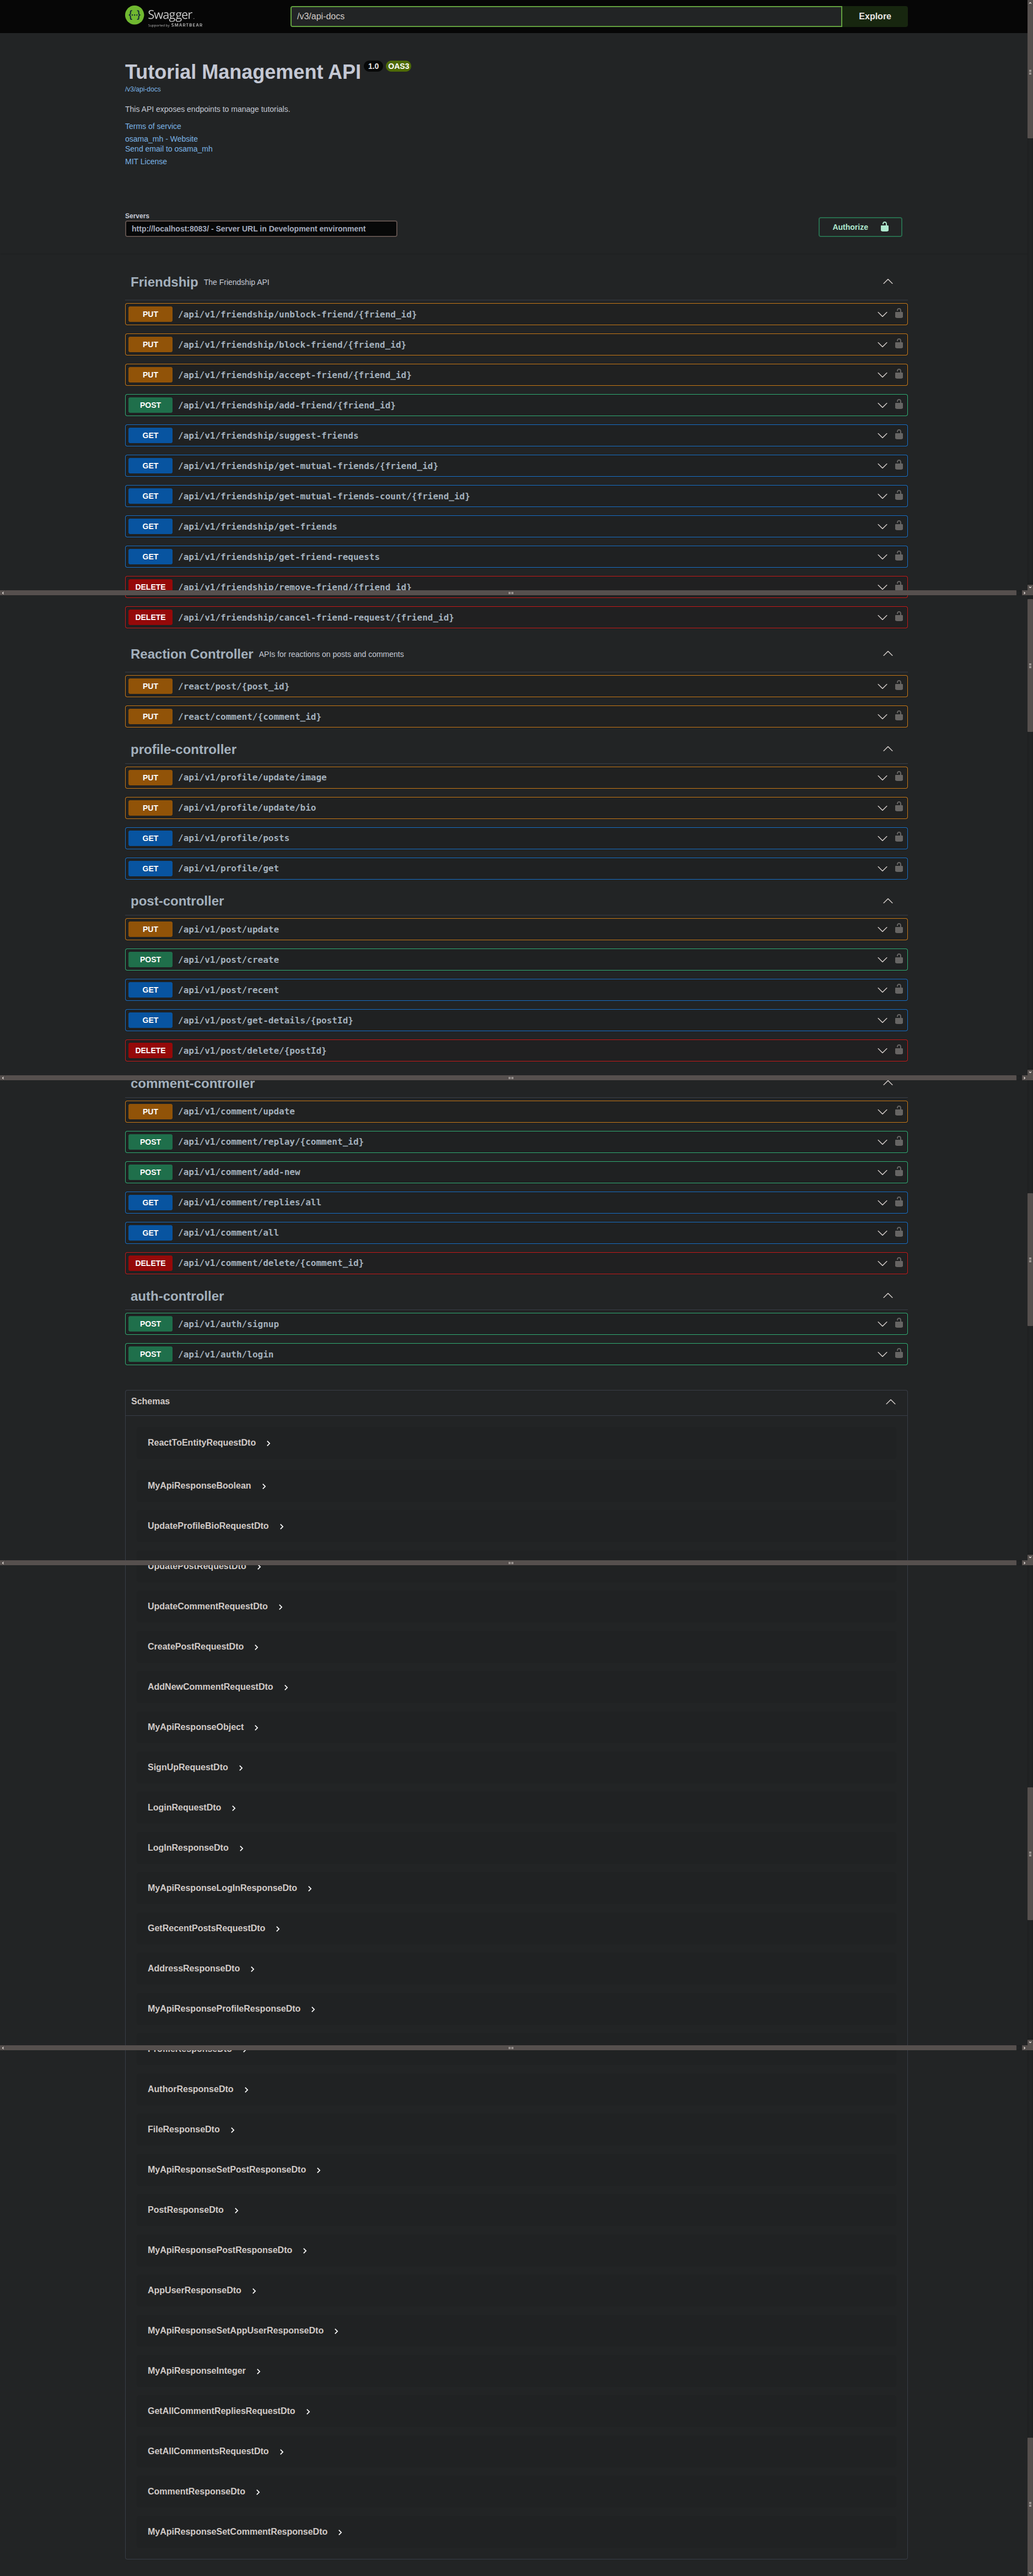 Swagger
Supported by SMARTBEAR
/v3/api-docs
Explore
Tutorial Management API 1.0 OAS3
/v3/api-docs
This API exposes endpoints to manage tutorials.
Terms of service
osama_mh - Website
Send email to osama_mh
MIT License
Servers
http://localhost:8083/ - Server URL in Development environment
Authorize
Friendship The Friendship API
PUT /api/v1/friendship/unblock-friend/{friend_id}
PUT /api/v1/friendship/block-friend/{friend_id}
PUT /api/v1/friendship/accept-friend/{friend_id}
POST /api/v1/friendship/add-friend/{friend_id}
GET /api/v1/friendship/suggest-friends
GET /api/v1/friendship/get-mutual-friends/{friend_id}
GET /api/v1/friendship/get-mutual-friends-count/{friend_id}
GET /api/v1/friendship/get-friends
GET /api/v1/friendship/get-friend-requests
DELETE /api/v1/friendship/remove-friend/{friend_id}
DELETE /api/v1/friendship/cancel-friend-request/{friend_id}
Reaction Controller APIs for reactions on posts and comments
PUT /react/post/{post_id}
PUT /react/comment/{comment_id}
profile-controller
PUT /api/v1/profile/update/image
PUT /api/v1/profile/update/bio
GET /api/v1/profile/posts
GET /api/v1/profile/get
post-controller
PUT /api/v1/post/update
POST /api/v1/post/create
GET /api/v1/post/recent
GET /api/v1/post/get-details/{postId}
DELETE /api/v1/post/delete/{postId}
comment-controller
PUT /api/v1/comment/update
POST /api/v1/comment/replay/{comment_id}
POST /api/v1/comment/add-new
GET /api/v1/comment/replies/all
GET /api/v1/comment/all
DELETE /api/v1/comment/delete/{comment_id}
auth-controller
POST /api/v1/auth/signup
POST /api/v1/auth/login
Schemas
ReactToEntityRequestDto
MyApiResponseBoolean
UpdateProfileBioRequestDto
UpdatePostRequestDto
UpdateCommentRequestDto
CreatePostRequestDto
AddNewCommentRequestDto
MyApiResponseObject
SignUpRequestDto
LoginRequestDto
LogInResponseDto
MyApiResponseLogInResponseDto
GetRecentPostsRequestDto
AddressResponseDto
MyApiResponseProfileResponseDto
ProfileResponseDto
AuthorResponseDto
FileResponseDto
MyApiResponseSetPostResponseDto
PostResponseDto
MyApiResponsePostResponseDto
AppUserResponseDto
MyApiResponseSetAppUserResponseDto
MyApiResponseInteger
GetAllCommentRepliesRequestDto
GetAllCommentsRequestDto
CommentResponseDto
MyApiResponseSetCommentResponseDto